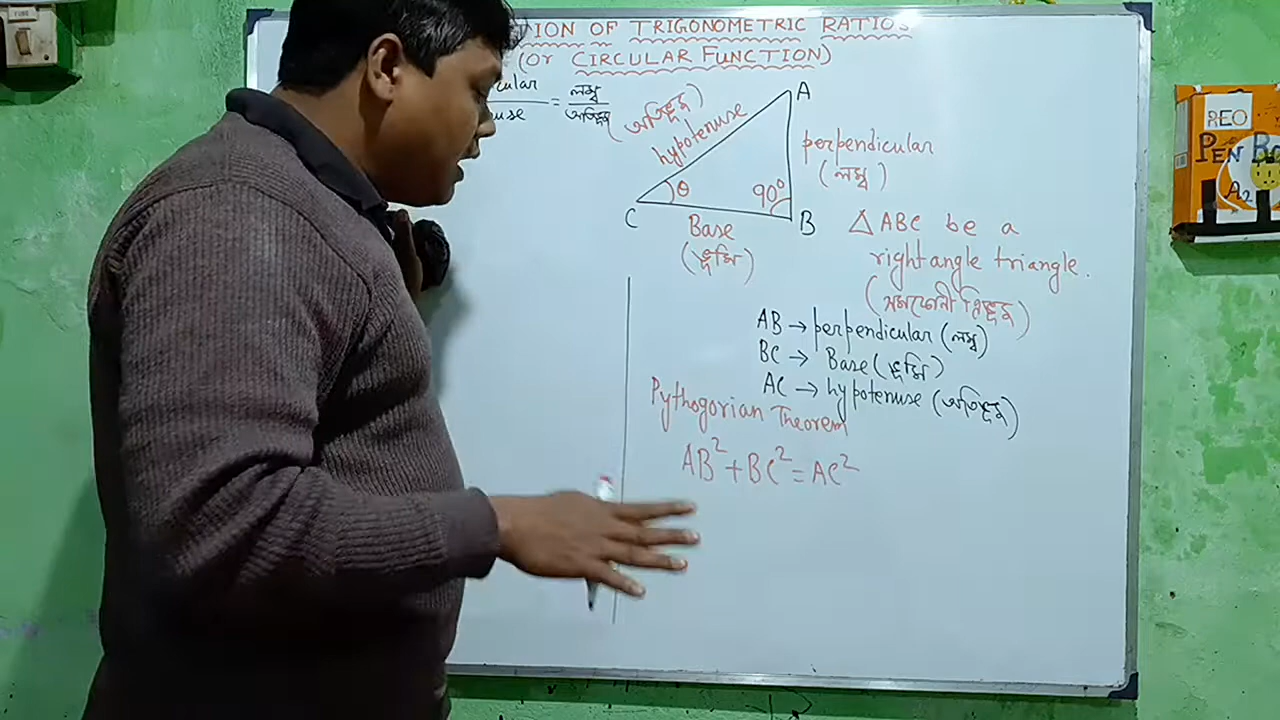 TION OF TRIGONOMETRIC RATIOS
(Or CIRCULAR FUNCTION)
cular = লম্ব
use অতিভূজ
(অতিভূজ)
hypotenuse
A
perpendicular
(লম্ব)
θ
90°
C
Base
B
(ভূমি)
△ ABC be a
right angle triangle.
(সমকোনী ত্রিভূজ)
AB → perpendicular (লম্ব)
BC → Base (ভূমি)
AC → hypotenuse (অতিভূজ)
Pythogorian Theorem
AB² + BC² = AC²
REO
PEN
A2